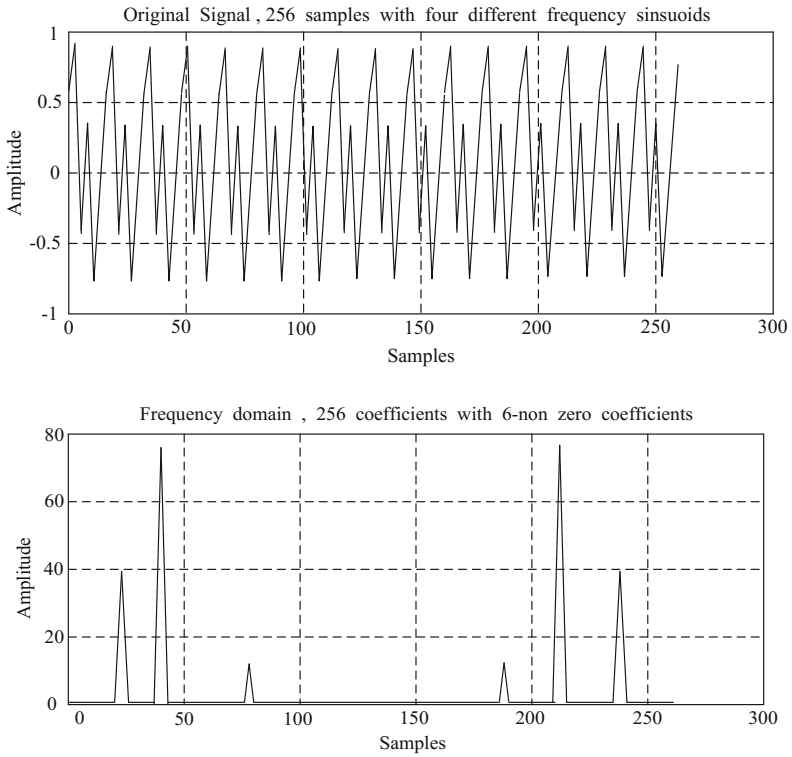 Original Signal , 256 samples with four different frequency sinsuoids
1
0.5
0
-0.5
-1
Amplitude
0 50 100 150 200 250 300
Samples
Frequency domain , 256 coefficients with 6-non zero coefficients
80
60
40
20
0
Amplitude
0 50 100 150 200 250 300
Samples